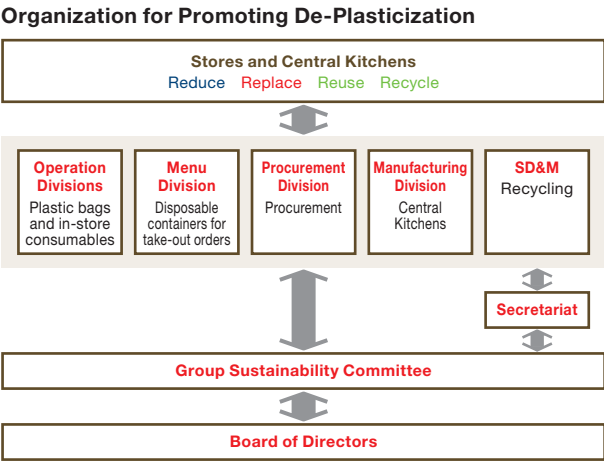 Organization for Promoting De-Plasticization
Stores and Central Kitchens
Reduce Replace Reuse Recycle
Operation
Divisions
Plastic bags
and in-store
consumables
Menu
Division
Disposable
containers for
take-out orders
Procurement
Division
Procurement
Manufacturing
Division
Central
Kitchens
SD&M
Recycling
Secretariat
Group Sustainability Committee
Board of Directors